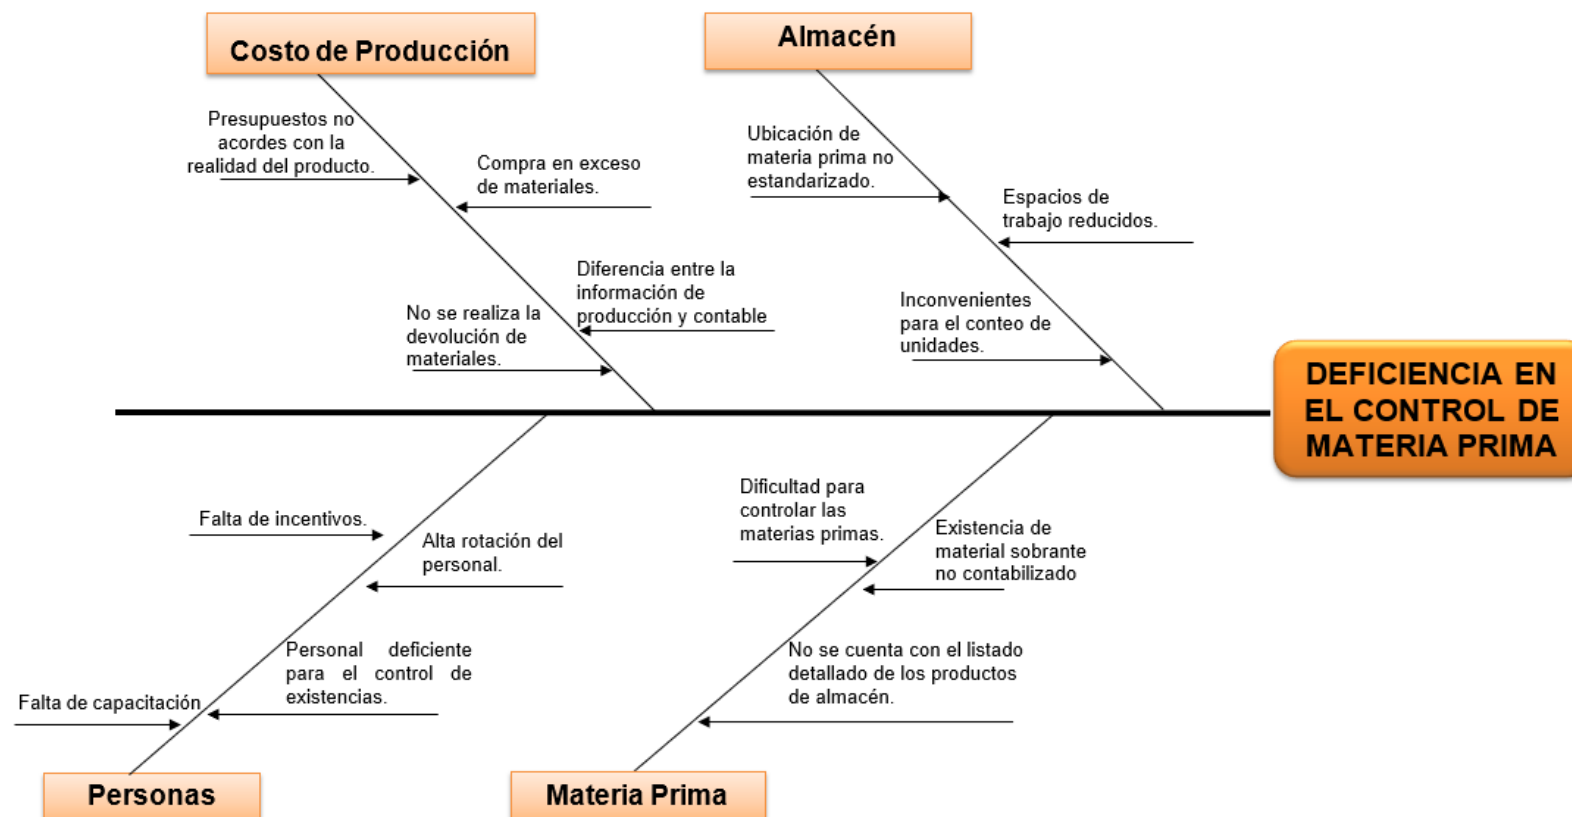 Costo de Producción
Almacén
Presupuestos no
acordes con la
realidad del producto.
Compra en exceso
de materiales.
Ubicación de
materia prima no
estandarizado.
Espacios de
trabajo reducidos.
Diferencia entre la
información de
producción y contable
No se realiza la
devolución de
materiales.
Inconvenientes
para el conteo de
unidades.
DEFICIENCIA EN
EL CONTROL DE
MATERIA PRIMA
Falta de incentivos.
Alta rotación del
personal.
Dificultad para
controlar las
materias primas.
Existencia de
material sobrante
no contabilizado
Personal deficiente
para el control de
existencias.
Falta de capacitación
No se cuenta con el listado
detallado de los productos
de almacén.
Personas
Materia Prima